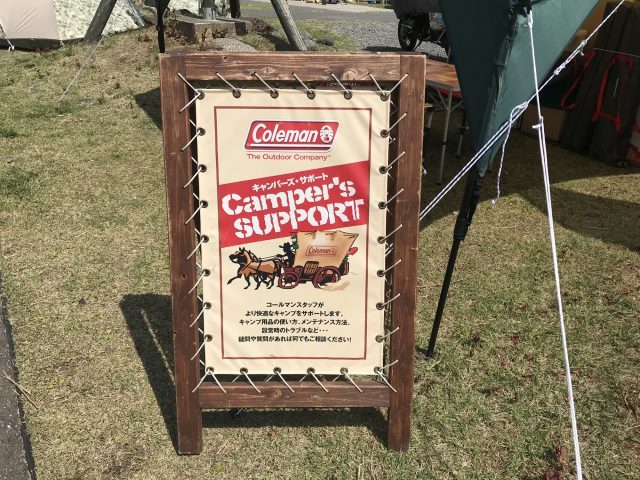 Coleman
The Outdoor Company
キャンパーズ・サポート
Camper's
SUPPORT
Coleman
コールマンスタッフが
より快適なキャンプをサポートします。
キャンプ用品の使い方、メンテナンス方法、
設営時のトラブルなど・・・
疑問や質問があれば何でもご相談ください!